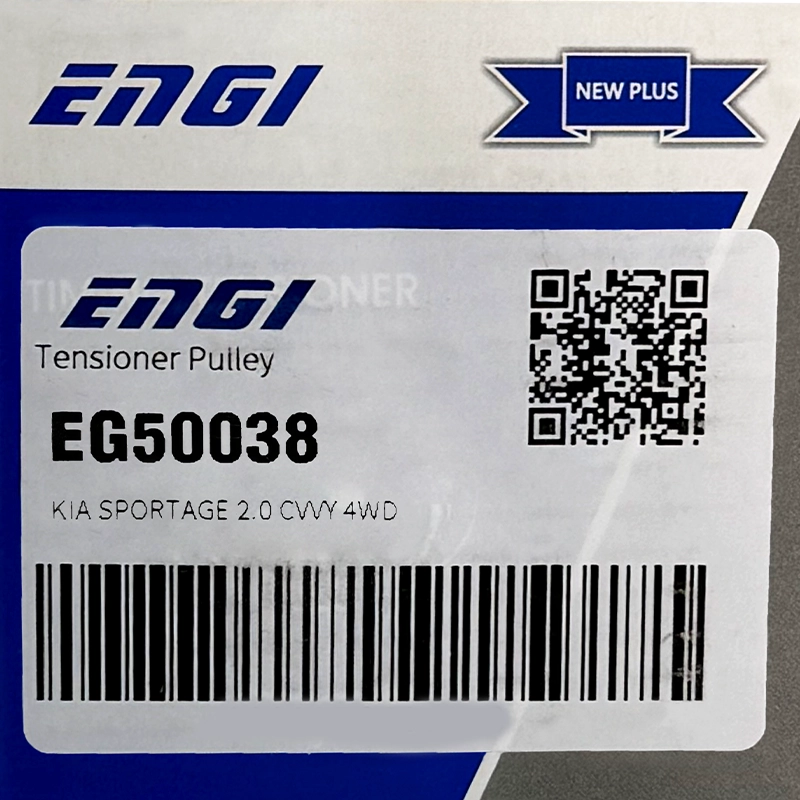 ENGI
NEW PLUS
ENGI
Tensioner Pulley
EG50038
KIA SPORTAGE 2.0 CVVY 4WD